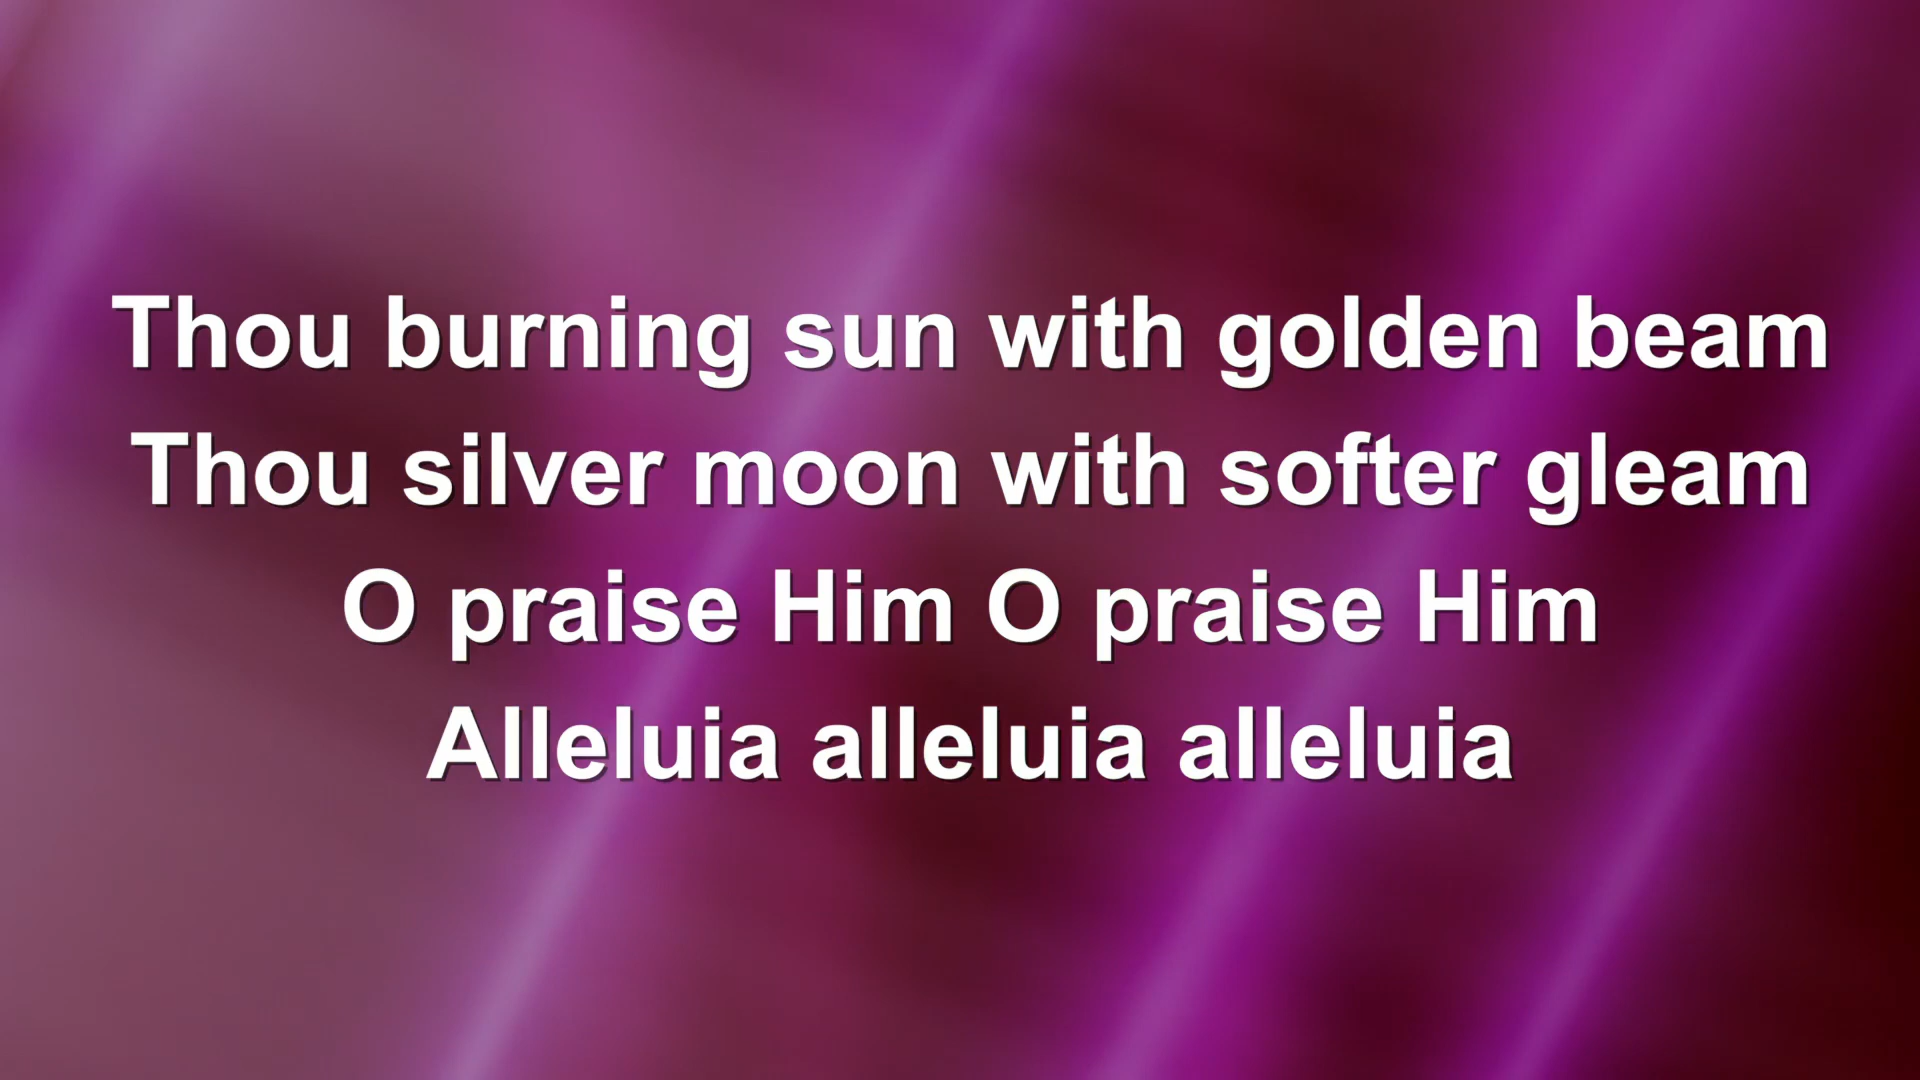 Thou burning sun with golden beam
Thou silver moon with softer gleam
O praise Him O praise Him
Alleluia alleluia alleluia